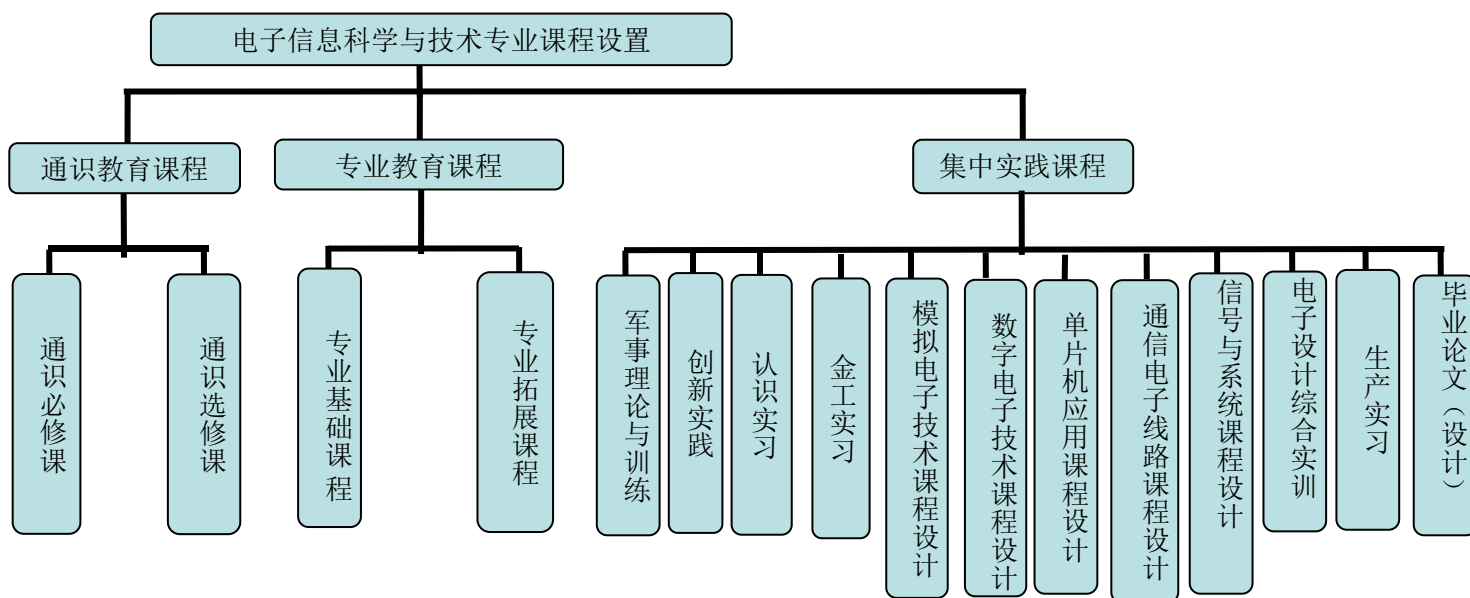 电子信息科学与技术专业课程设置
通识教育课程
专业教育课程
集中实践课程
通识必修课
通识选修课
专业基础课程
专业拓展课程
军事理论与训练
创新实践
认识实习
金工实习
模拟电子技术课程设计
数字电子技术课程设计
单片机应用课程设计
通信电子线路课程设计
信号与系统课程设计
电子设计综合实训
生产实习
毕业论文（设计）